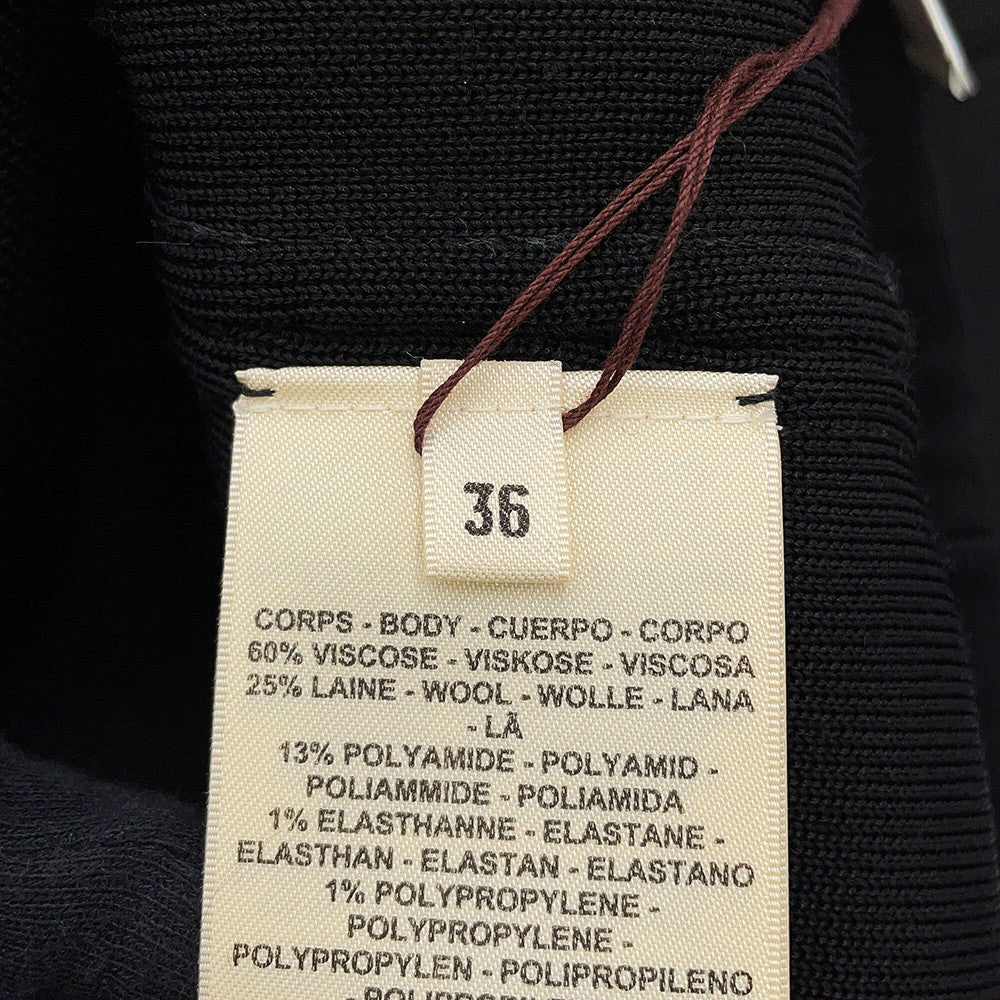 36
CORPS - BODY - CUERPO - CORPO
60% VISCOSE - VISKOSE - VISCOSA
25% LAINE - WOOL - WOLLE - LANA
- LÃ
13% POLYAMIDE - POLYAMID -
POLIAMMIDE - POLIAMIDA
1% ELASTHANNE - ELASTANE -
ELASTHAN - ELASTAN - ELASTANO
1% POLYPROPYLENE -
POLYPROPYLENE -
POLYPROPYLEN - POLIPROPILENO
- POLIPROPILENE